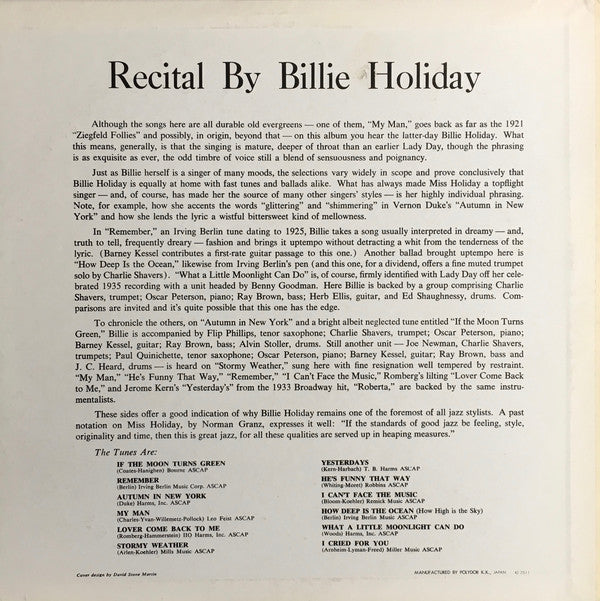 Recital By Billie Holiday
Although the songs here are all durable old evergreens — one of them, "My Man," goes back as far as the 1921
"Ziegfeld Follies" and possibly, in origin, beyond that — on this album you hear the latter-day Billie Holiday. What
this means, generally, is that the singing is mature, deeper of throat than an earlier Lady Day, though the phrasing
is as exquisite as ever, the odd timbre of voice still a blend of sensuousness and poignancy.
Just as Billie herself is a singer of many moods, the selections vary widely in scope and prove conclusively that
Billie Holiday is equally at home with fast tunes and ballads alike. What has always made Miss Holiday a topflight
singer — and, of course, has made her the source of many other singers' styles — is her highly individual phrasing.
Note, for example, how she accents the words "glittering" and "shimmering" in Vernon Duke's "Autumn in New
York" and how she lends the lyric a wistful bittersweet kind of mellowness.
In "Remember," an Irving Berlin tune dating to 1925, Billie takes a song usually interpreted in dreamy — and,
truth to tell, frequently dreary — fashion and brings it uptempo without detracting a whit from the tenderness of the
lyric. (Barney Kessel contributes a first-rate guitar passage to this one.) Another ballad brought uptempo here is
"How Deep Is the Ocean," likewise from Irving Berlin's pen (and this one, for a dividend, offers a fine muted trumpet
solo by Charlie Shavers). "What a Little Moonlight Can Do" is, of course, firmly identified with Lady Day off her cele-
brated 1935 recording with a unit headed by Benny Goodman. Here Billie is backed by a group comprising Charlie
Shavers, trumpet; Oscar Peterson, piano; Ray Brown, bass; Herb Ellis, guitar, and Ed Shaughnessy, drums. Com-
parisons are invited and it's quite possible that this one has the edge.
To chronicle the others, on "Autumn in New York" and a bright albeit neglected tune entitled "If the Moon Turns
Green," Billie is accompanied by Flip Phillips, tenor saxophone; Charlie Shavers, trumpet; Oscar Peterson, piano;
Barney Kessel, guitar; Ray Brown, bass; Alvin Stoller, drums. Still another unit — Joe Newman, Charlie Shavers,
trumpets; Paul Quinichette, tenor saxophone; Oscar Peterson, piano; Barney Kessel, guitar; Ray Brown, bass and
J. C. Heard, drums — is heard on "Stormy Weather," sung here with fine resignation well tempered by restraint.
"My Man," "He's Funny That Way," "Remember," "I Can't Face the Music," Romberg's lilting "Lover Come Back
to Me," and Jerome Kern's "Yesterday's" from the 1933 Broadway hit, "Roberta," are backed by the same instru-
mentalists.
These sides offer a good indication of why Billie Holiday remains one of the foremost of all jazz stylists. A past
notation on Miss Holiday, by Norman Granz, expresses it well: "If the standards of good jazz be feeling, style,
originality and time, then this is great jazz, for all these qualities are served up in heaping measures."
The Tunes Are:
IF THE MOON TURNS GREEN
(Coates-Hanighen) Bourne ASCAP
REMEMBER
(Berlin) Irving Berlin Music Corp. ASCAP
AUTUMN IN NEW YORK
(Duke) Harms, Inc. ASCAP
MY MAN
(Charles-Yvan-Willemetz-Pollock) Leo Feist ASCAP
LOVER COME BACK TO ME
(Romberg-Hammerstein) Harms, Inc. ASCAP
STORMY WEATHER
(Arlen-Koehler) Mills Music ASCAP
YESTERDAYS
(Kern-Harbach) T. B. Harms ASCAP
HE'S FUNNY THAT WAY
(Whiting-Moret) Robbins ASCAP
I CAN'T FACE THE MUSIC
(Bloom-Koehler) Remick Music ASCAP
HOW DEEP IS THE OCEAN (How High is the Sky)
(Berlin) Irving Berlin Music ASCAP
WHAT A LITTLE MOONLIGHT CAN DO
(Woods) Harms, Inc. ASCAP
I CRIED FOR YOU
(Arnheim-Lyman-Freed) Miller Music ASCAP
Cover design by David Stone Martin
MANUFACTURED BY POLYDOR K.K., JAPAN